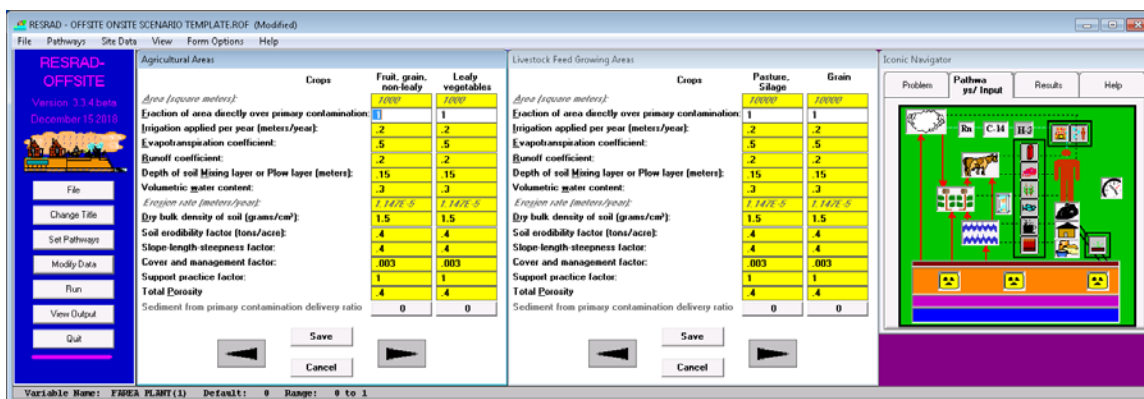 RESRAD - OFFSITE ONSITE SCENARIO TEMPLATE.ROF (Modified)
File Pathways Site Data View Form Options Help
RESRAD-
OFFSITE
Version 3.3.4 beta
December 15 2018
File
Change Title
Set Pathways
Modify Data
Run
View Output
Quit
Agricultural Areas
Crops Fruit, grain, non-leafy Leafy vegetables
Area (square meters): 1000 1000
Fraction of area directly over primary contamination: 1 1
Irrigation applied per year (meters/year): .2 .2
Evapotranspiration coefficient: .5 .5
Runoff coefficient: .2 .2
Depth of soil Mixing layer or Plow layer (meters): .15 .15
Volumetric water content: .3 .3
Erosion rate (meters/year): 1.147E-5 1.147E-5
Dry bulk density of soil (grams/cm³): 1.5 1.5
Soil erodibility factor (tons/acre): .4 .4
Slope-length-steepness factor: .4 .4
Cover and management factor: .003 .003
Support practice factor: 1 1
Total Porosity .4 .4
Sediment from primary contamination delivery ratio 0 0
Save
Cancel
Livestock Feed Growing Areas
Crops Pasture, Silage Grain
Area (square meters): 10000 10000
Fraction of area directly over primary contamination: 1 1
Irrigation applied per year (meters/year): .2 .2
Evapotranspiration coefficient: .5 .5
Runoff coefficient: .2 .2
Depth of soil Mixing layer or Plow layer (meters): .15 .15
Volumetric water content: .3 .3
Erosion rate (meters/year): 1.147E-5 1.147E-5
Dry bulk density of soil (grams/cm³): 1.5 1.5
Soil erodibility factor (tons/acre): .4 .4
Slope-length-steepness factor: .4 .4
Cover and management factor: .003 .003
Support practice factor: 1 1
Total Porosity .4 .4
Sediment from primary contamination delivery ratio 0 0
Save
Cancel
Iconic Navigator
Problem Pathwa ys/ Input Results Help
Rn C-14 H-3
Variable Name: FAREA PLANT(1) Default: 0 Range: 0 to 1